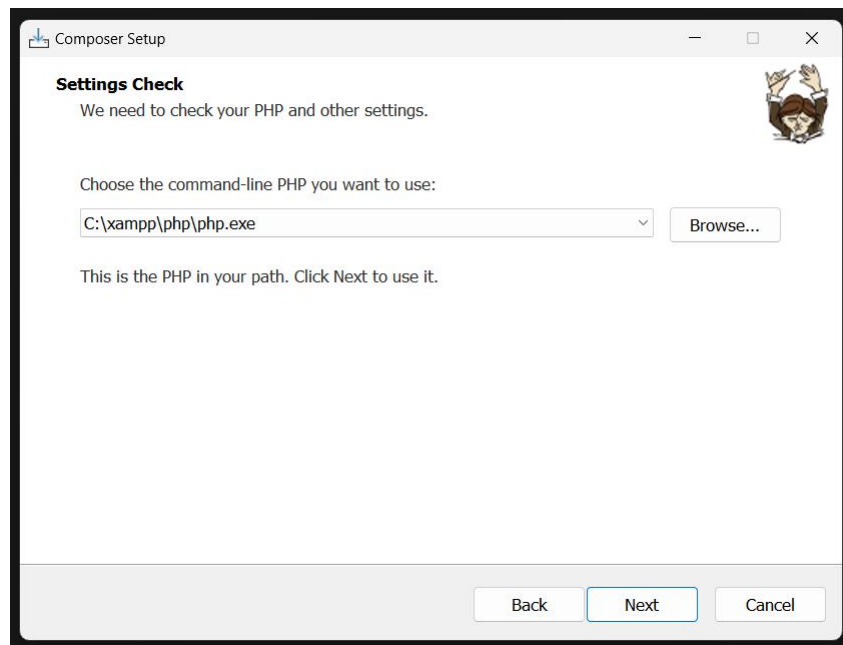 Composer Setup
Settings Check
We need to check your PHP and other settings.
Choose the command-line PHP you want to use:
C:\xampp\php\php.exe
Browse...
This is the PHP in your path. Click Next to use it.
Back
Next
Cancel